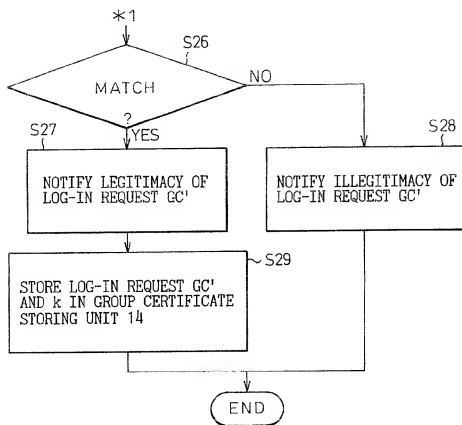 *1
S26
MATCH
NO
?
YES
S27
S28
NOTIFY LEGITIMACY OF
LOG-IN REQUEST GC'
NOTIFY ILLEGITIMACY OF
LOG-IN REQUEST GC'
S29
STORE LOG-IN REQUEST GC'
AND k IN GROUP CERTIFICATE
STORING UNIT 14
END